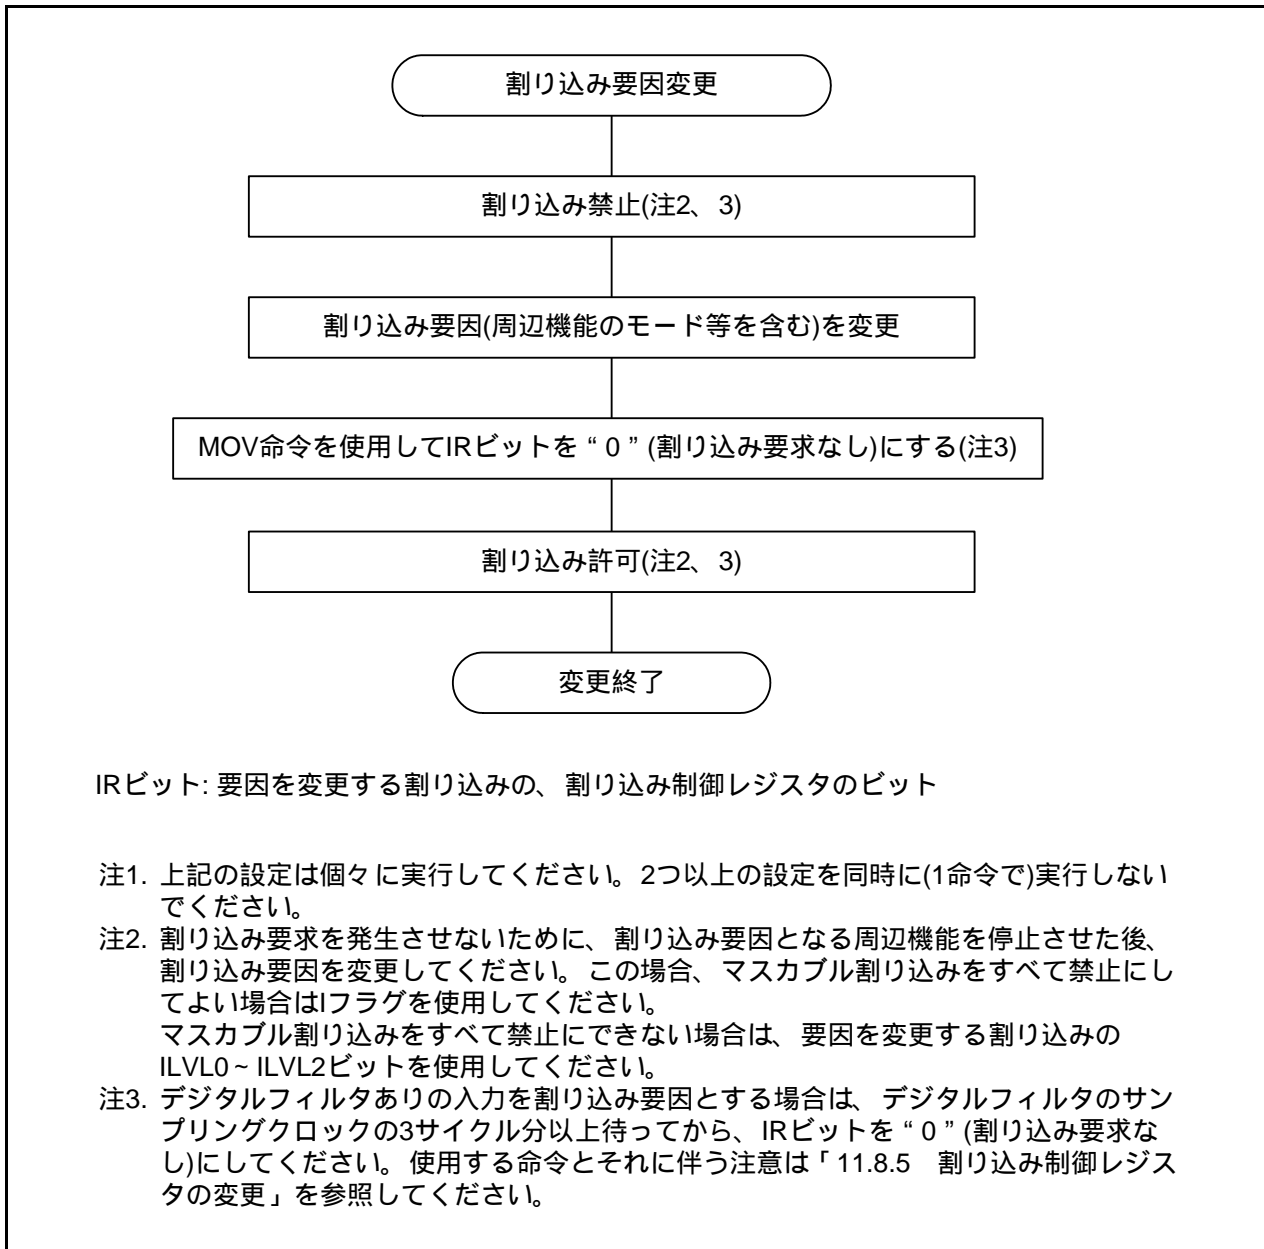 割り込み要因変更
割り込み禁止(注2、3)
割り込み要因(周辺機能のモード等を含む)を変更
MOV命令を使用してIRビットを“0”(割り込み要求なし)にする(注3)
割り込み許可(注2、3)
変更終了
IRビット: 要因を変更する割り込みの、割り込み制御レジスタのビット
注1. 上記の設定は個々に実行してください。2つ以上の設定を同時に(1命令で)実行しない
でください。
注2. 割り込み要求を発生させないために、割り込み要因となる周辺機能を停止させた後、
割り込み要因を変更してください。この場合、マスカブル割り込みをすべて禁止にし
てよい場合はIフラグを使用してください。
マスカブル割り込みをすべて禁止にできない場合は、要因を変更する割り込みの
ILVL0~ILVL2ビットを使用してください。
注3. デジタルフィルタありの入力を割り込み要因とする場合は、デジタルフィルタのサン
プリングクロックの3サイクル分以上待ってから、IRビットを“0”(割り込み要求な
し)にしてください。使用する命令とそれに伴う注意は「11.8.5 割り込み制御レジス
タの変更」を参照してください。